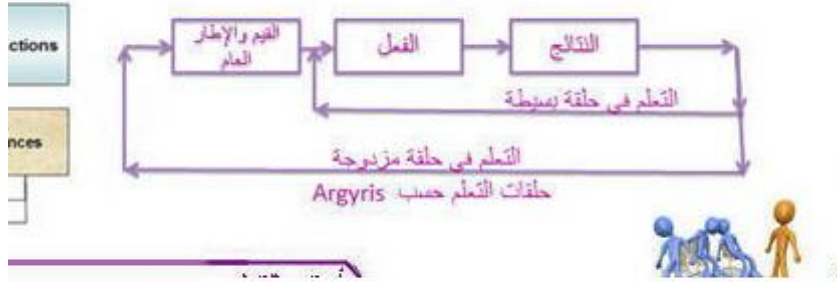 ctions
القيم والإطار
العام
الفعل
النتائج
التعلم في حلقة بسيطة
nces
التعلم في حلقة مزدوجة
حلقات التعلم حسب Argyris